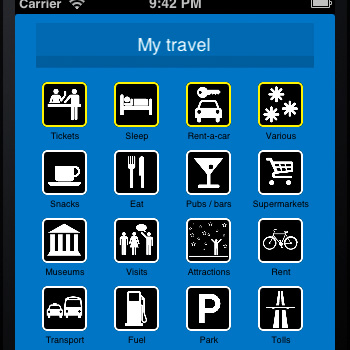 Carrier 9:42 PM
My travel
Tickets Sleep Rent-a-car Various
Snacks Eat Pubs / bars Supermarkets
Museums Visits Attractions Rent
P
Transport Fuel Park Tolls